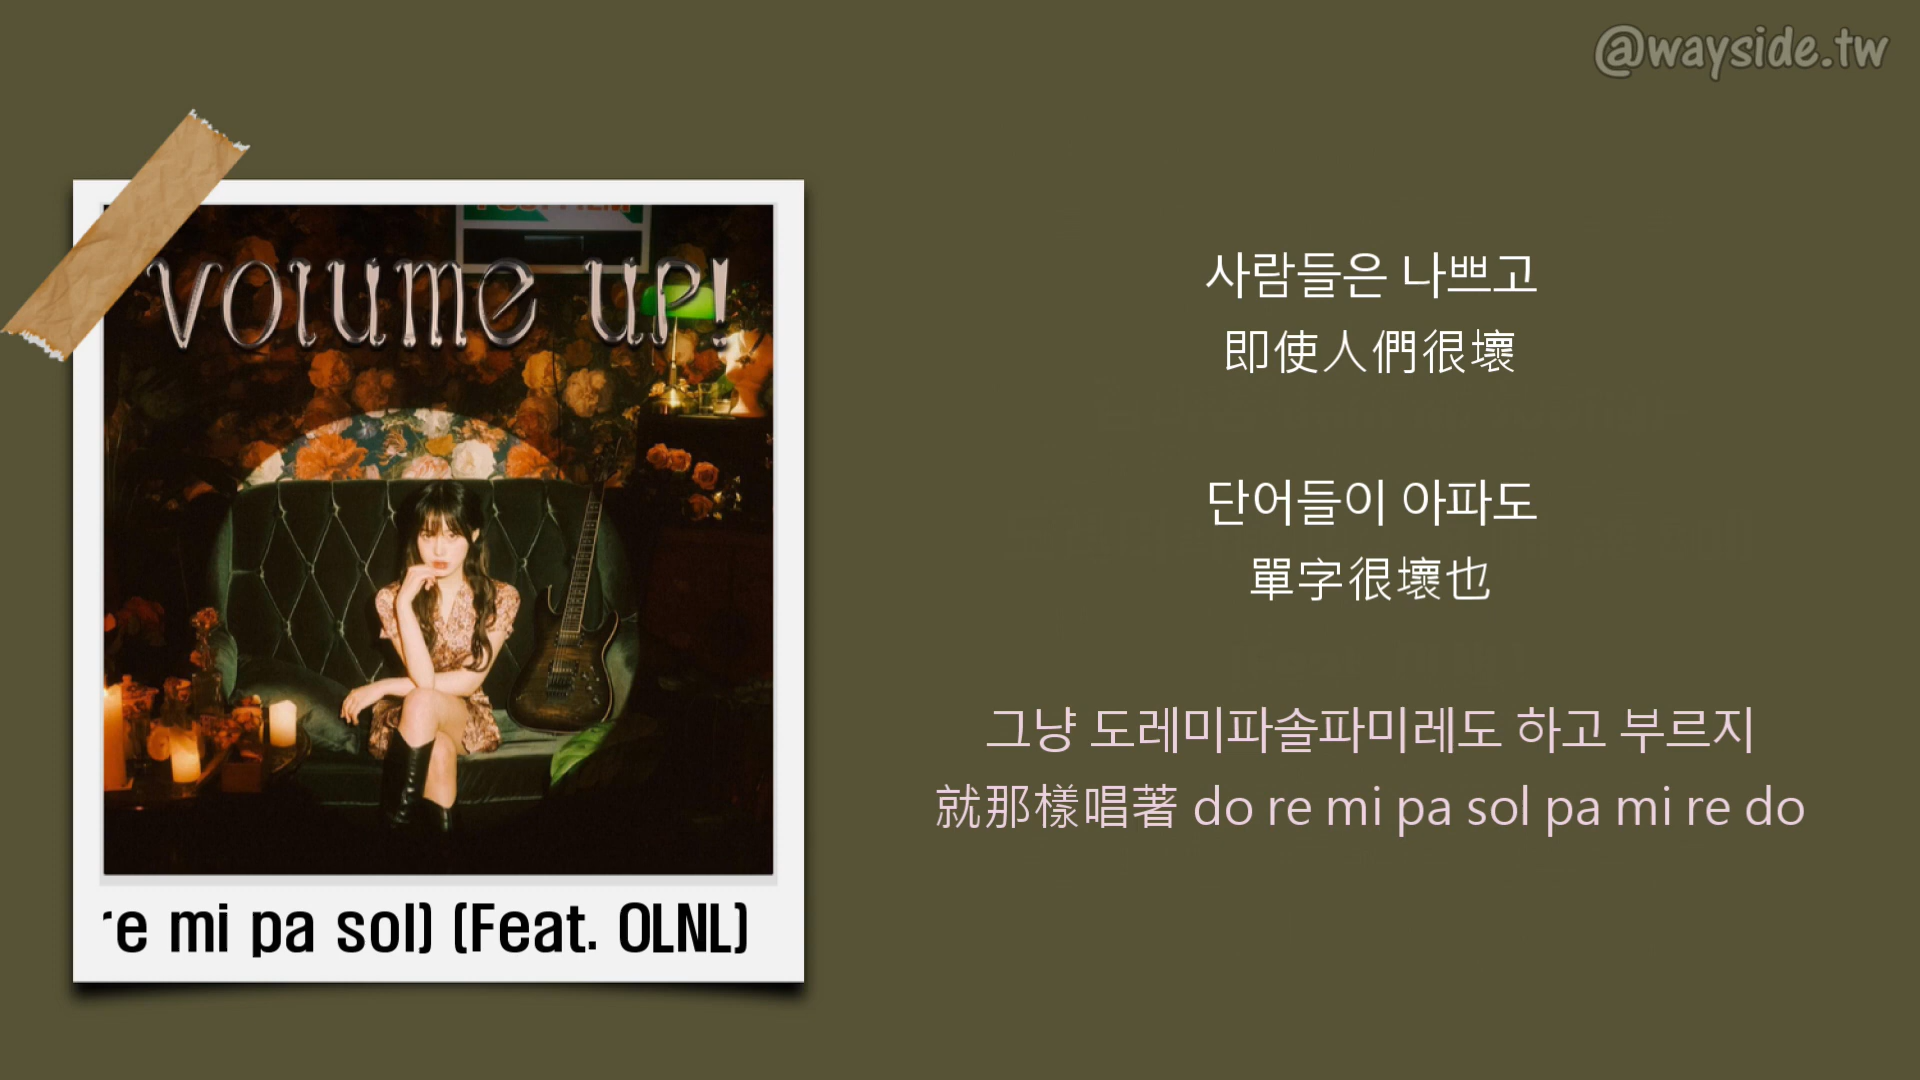 @wayside.tw
volume up!
re mi pa sol) (Feat. OLNL)
사람들은 나쁘고
即使人們很壞
단어들이 아파도
單字很壞也
그냥 도레미파솔파미레도 하고 부르지
就那樣唱著 do re mi pa sol pa mi re do